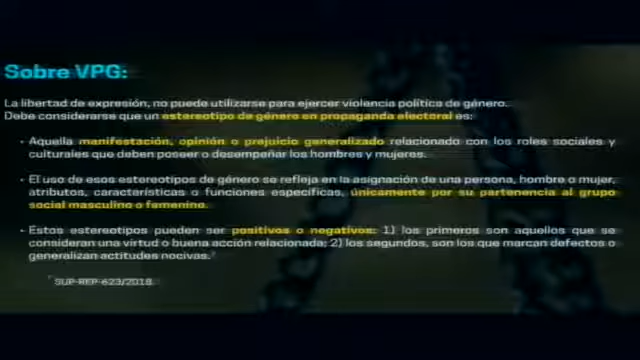 Sobre VPG:
La libertad de expresión, no puede utilizarse para ejercer violencia política de género.
Debe considerarse que un estereotipo de género en propaganda electoral es:
• Aquella manifestación, opinión o prejuicio generalizado relacionado con los roles sociales y
culturales que deben poseer o desempeñar los hombres y mujeres.
• El uso de esos estereotipos de género se refleja en la asignación de una persona, hombre o mujer,
atributos, características o funciones específicas, únicamente por su partenencia al grupo
social masculino o femenino.
• Estos estereotipos pueden ser positivos o negativos: 1) los primeros son aquellos que se
consideran una virtud o buena acción relacionada; 2) los segundos, son los que marcan defectos o
generalizan actitudes nocivas.
SUP-REP-623/2018